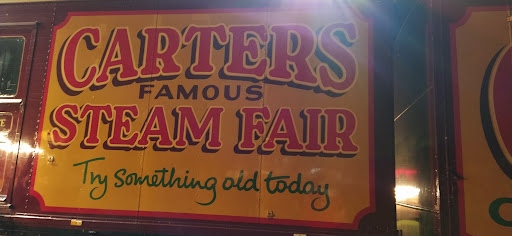 CARTERS
FAMOUS
STEAM FAIR
Try something old today